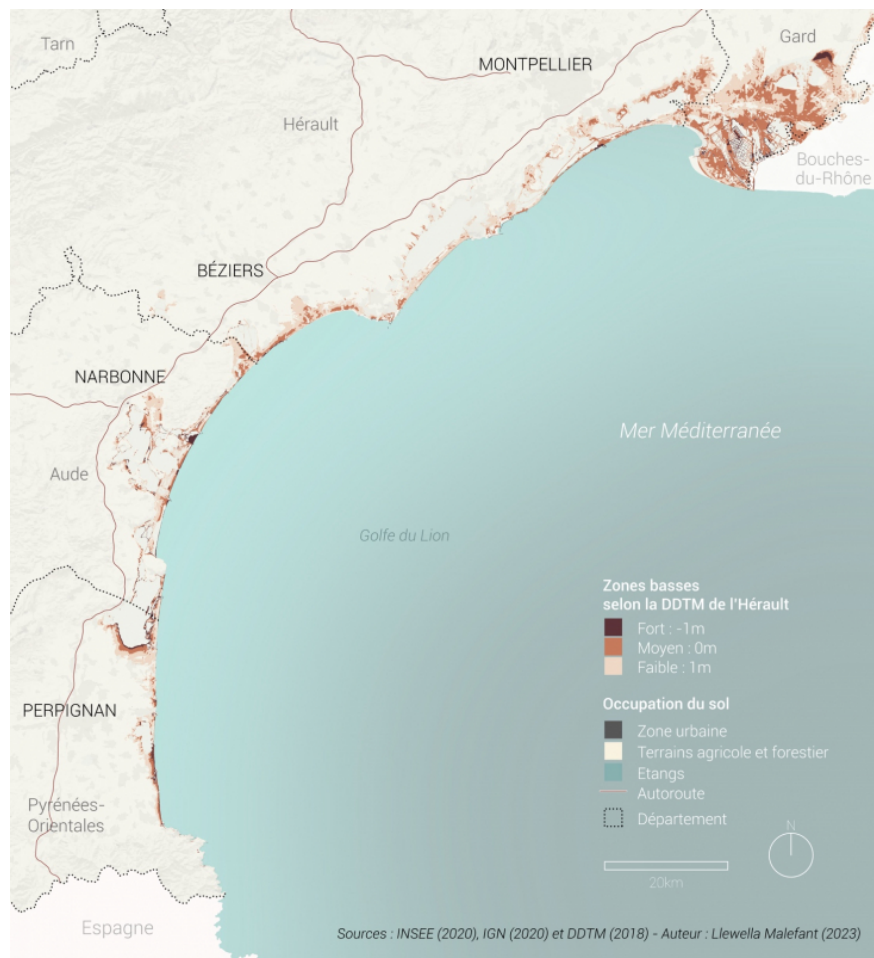 Tarn
Gard
MONTPELLIER
Hérault
Bouches-
du-Rhône
BÉZIERS
NARBONNE
Mer Méditerranée
Aude
Golfe du Lion
Zones basses
selon la DDTM de l'Hérault
Fort : -1m
Moyen : 0m
Faible : 1m
PERPIGNAN
Occupation du sol
Zone urbaine
Terrains agricole et forestier
Etangs
Autoroute
Département
Pyrénées-
Orientales
N
20km
Espagne
Sources : INSEE (2020), IGN (2020) et DDTM (2018) - Auteur : Llewella Malefant (2023)